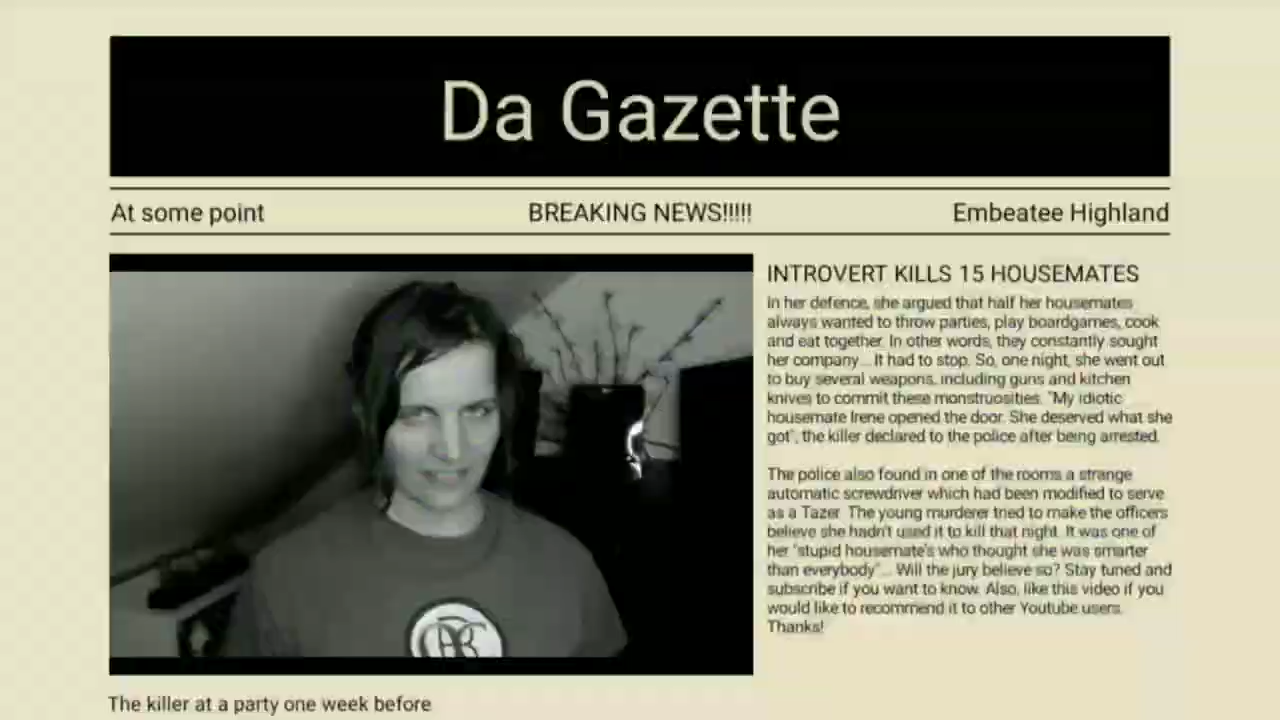 Da Gazette
At some point
BREAKING NEWS!!!!!
Embeatee Highland
INTROVERT KILLS 15 HOUSEMATES
In her defence, she argued that half her housemates
always wanted to throw parties, play boardgames, cook
and eat together. In other words, they constantly sought
her company... It had to stop. So, one night, she went out
to buy several weapons, including guns and kitchen
knives to commit these monstruosities. "My idiotic
housemate Irene opened the door. She deserved what she
got", the killer declared to the police after being arrested.
The police also found in one of the rooms a strange
automatic screwdriver which had been modified to serve
as a Tazer. The young murderer tried to make the officers
believe she hadn't used it to kill that night. It was one of
her "stupid housemate's who thought she was smarter
than everybody"... Will the jury believe so? Stay tuned and
subscribe if you want to know. Also, like this video if you
would like to recommend it to other Youtube users.
Thanks!
The killer at a party one week before